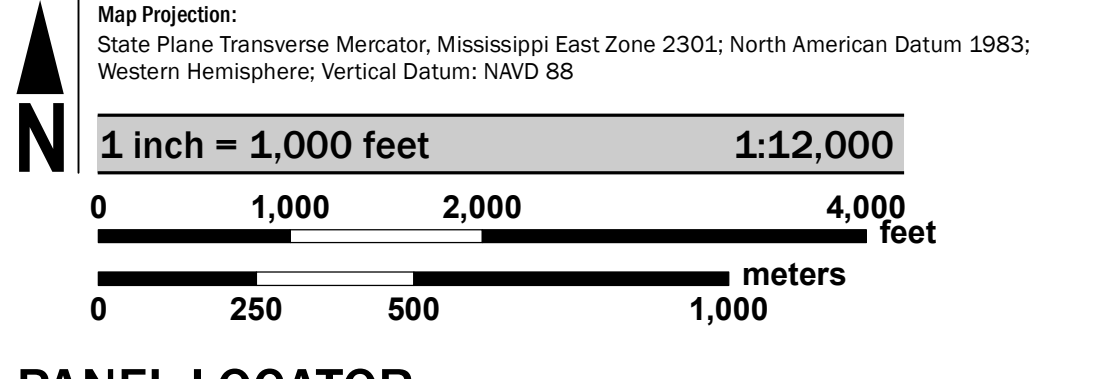 Map Projection:
State Plane Transverse Mercator, Mississippi East Zone 2301; North American Datum 1983;
Western Hemisphere; Vertical Datum: NAVD 88
N
1 inch = 1,000 feet 1:12,000
0 1,000 2,000 4,000
feet
meters
0 250 500 1,000
PANEL LOCATOR